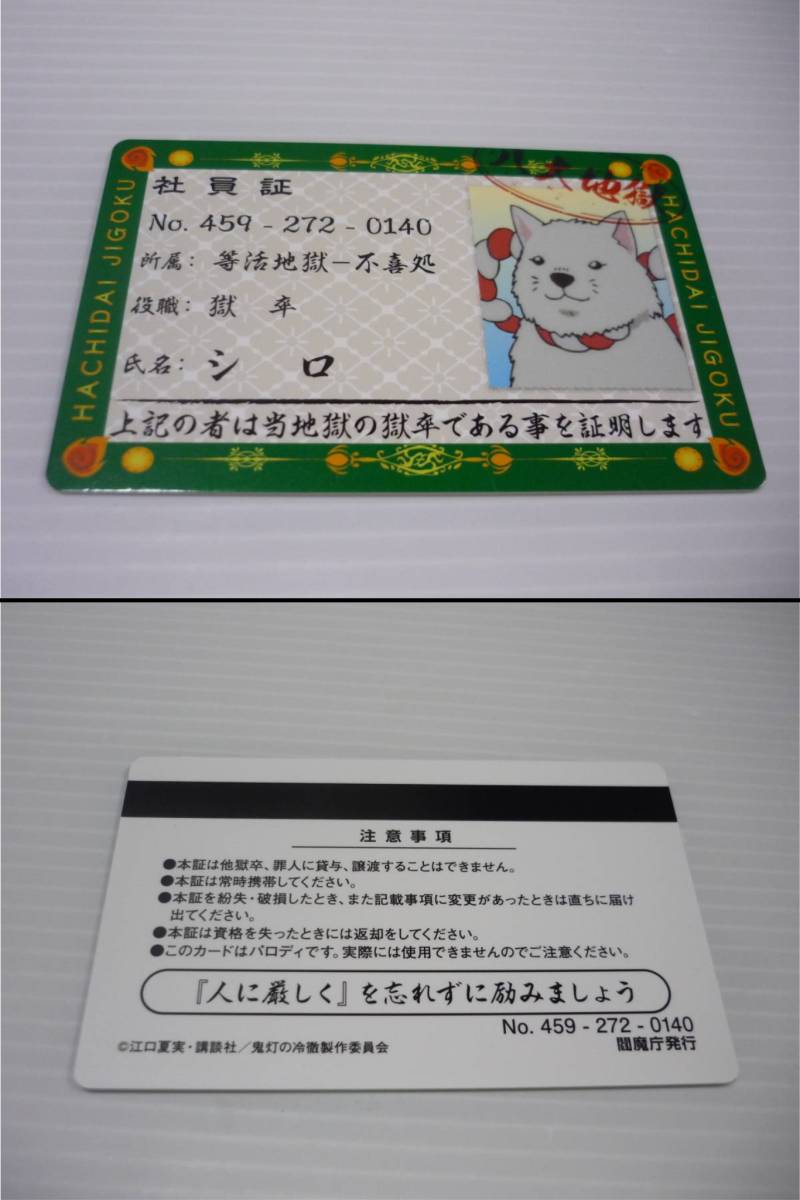 八大地獄
HACHIDAI JIGOKU
社員証
No. 459 - 272 - 0140
所属： 等活地獄－不喜処
役職： 獄 卒
氏名： シ ロ
HACHIDAI JIGOKU
上記の者は当地獄の獄卒である事を証明します
注意事項
●本証は他獄卒、罪人に貸与、譲渡することはできません。
●本証は常時携帯してください。
●本証を紛失・破損したとき、また記載事項に変更があったときは直ちに届け
出てください。
●本証は資格を失ったときには返却をしてください。
●このカードはパロディです。実際には使用できませんのでご注意ください。
『人に厳しく』を忘れずに励みましょう
No. 459 - 272 - 0140
©江口夏実・講談社／鬼灯の冷徹製作委員会
閻魔庁発行